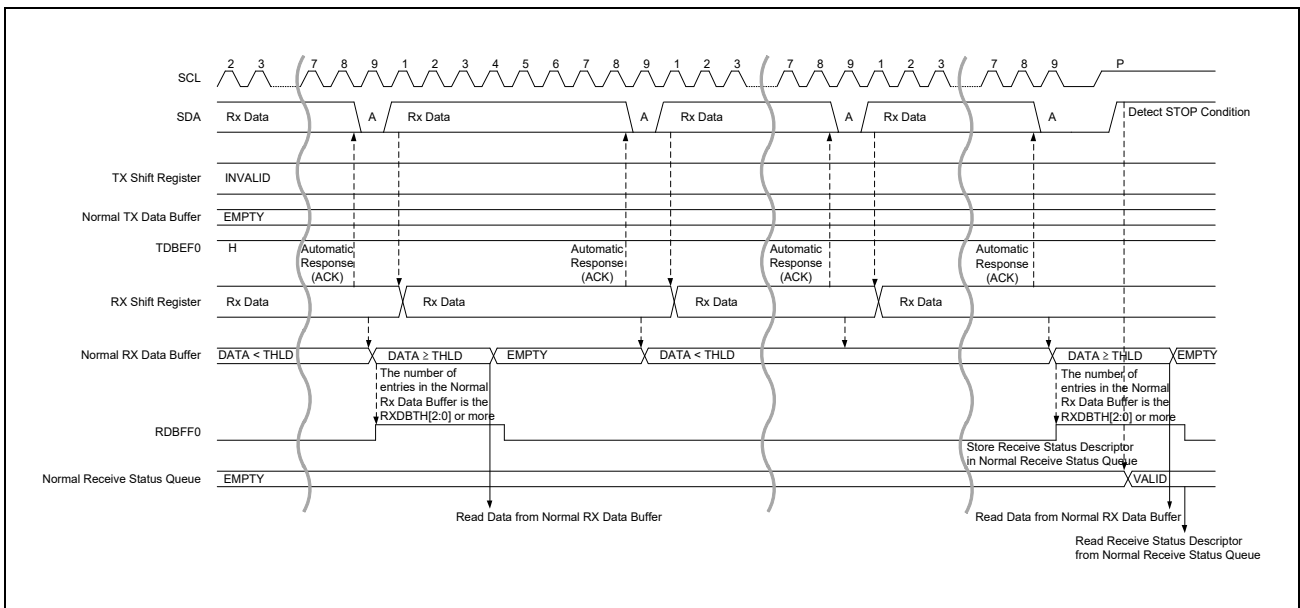 SCL 2 3 7 8 9 1 2 3 4 5 6 7 8 9 1 2 3 7 8 9 1 2 3 7 8 9 P
SDA Rx Data A Rx Data A Rx Data A Rx Data A Detect STOP Condition
TX Shift Register INVALID
Normal TX Data Buffer EMPTY
TDBEF0 H
Automatic Response (ACK)
Automatic Response (ACK)
Automatic Response (ACK)
Automatic Response (ACK)
RX Shift Register Rx Data Rx Data Rx Data Rx Data
Normal RX Data Buffer DATA < THLD DATA ≥ THLD EMPTY DATA < THLD DATA ≥ THLD EMPTY
The number of
entries in the Normal
Rx Data Buffer is the
RXDBTH[2:0] or more
The number of
entries in the Normal
Rx Data Buffer is the
RXDBTH[2:0] or more
RDBFF0
Store Receive Status Descriptor
in Normal Receive Status Queue
Normal Receive Status Queue EMPTY VALID
Read Data from Normal RX Data Buffer
Read Data from Normal RX Data Buffer
Read Receive Status Descriptor
from Normal Receive Status Queue